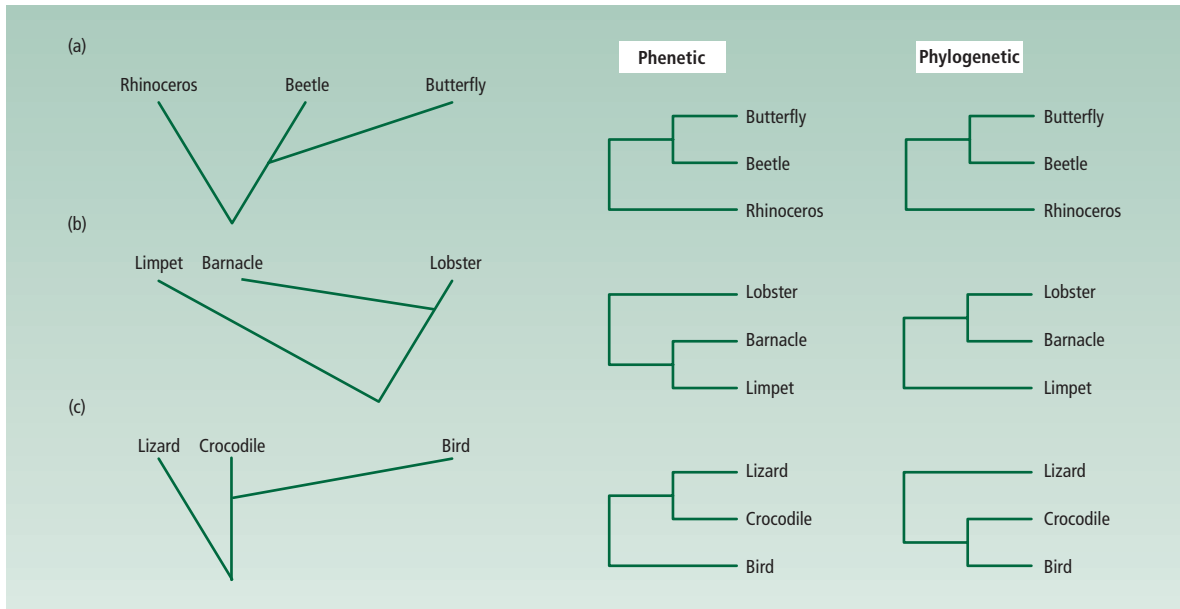 (a)
Rhinoceros Beetle Butterfly
Phenetic
Butterfly
Beetle
Rhinoceros
Phylogenetic
Butterfly
Beetle
Rhinoceros
(b)
Limpet Barnacle Lobster
Lobster
Barnacle
Limpet
Lobster
Barnacle
Limpet
(c)
Lizard Crocodile Bird
Lizard
Crocodile
Bird
Lizard
Crocodile
Bird